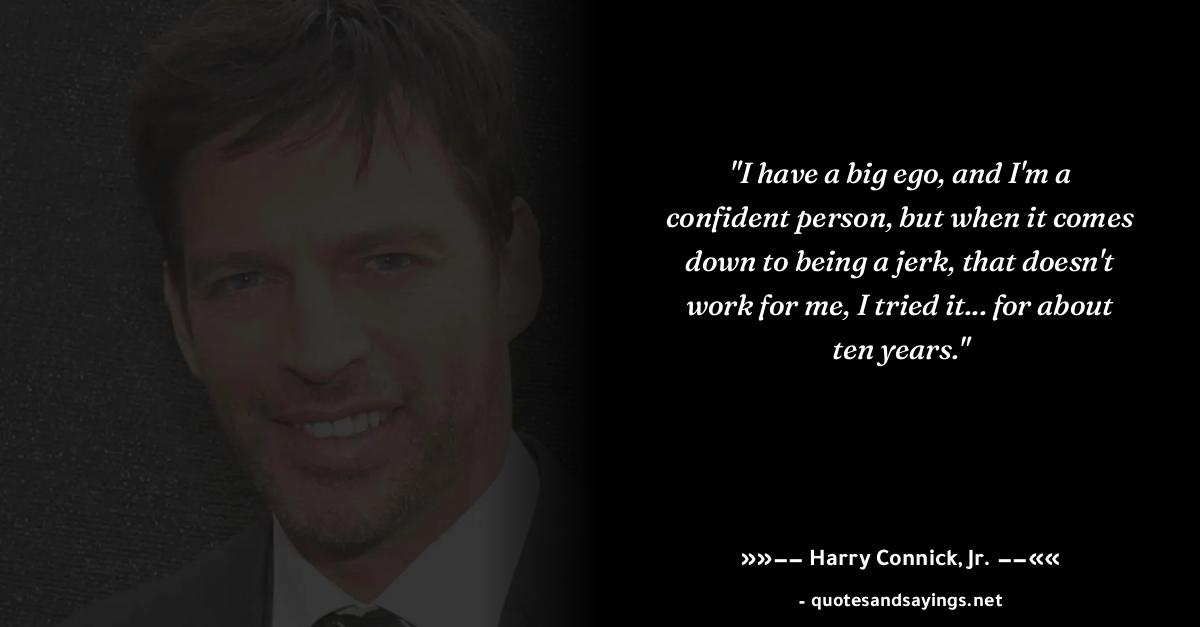 "I have a big ego, and I'm a
confident person, but when it comes
down to being a jerk, that doesn't
work for me, I tried it... for about
ten years."
»»−− Harry Connick, Jr. −−««
- quotesandsayings.net